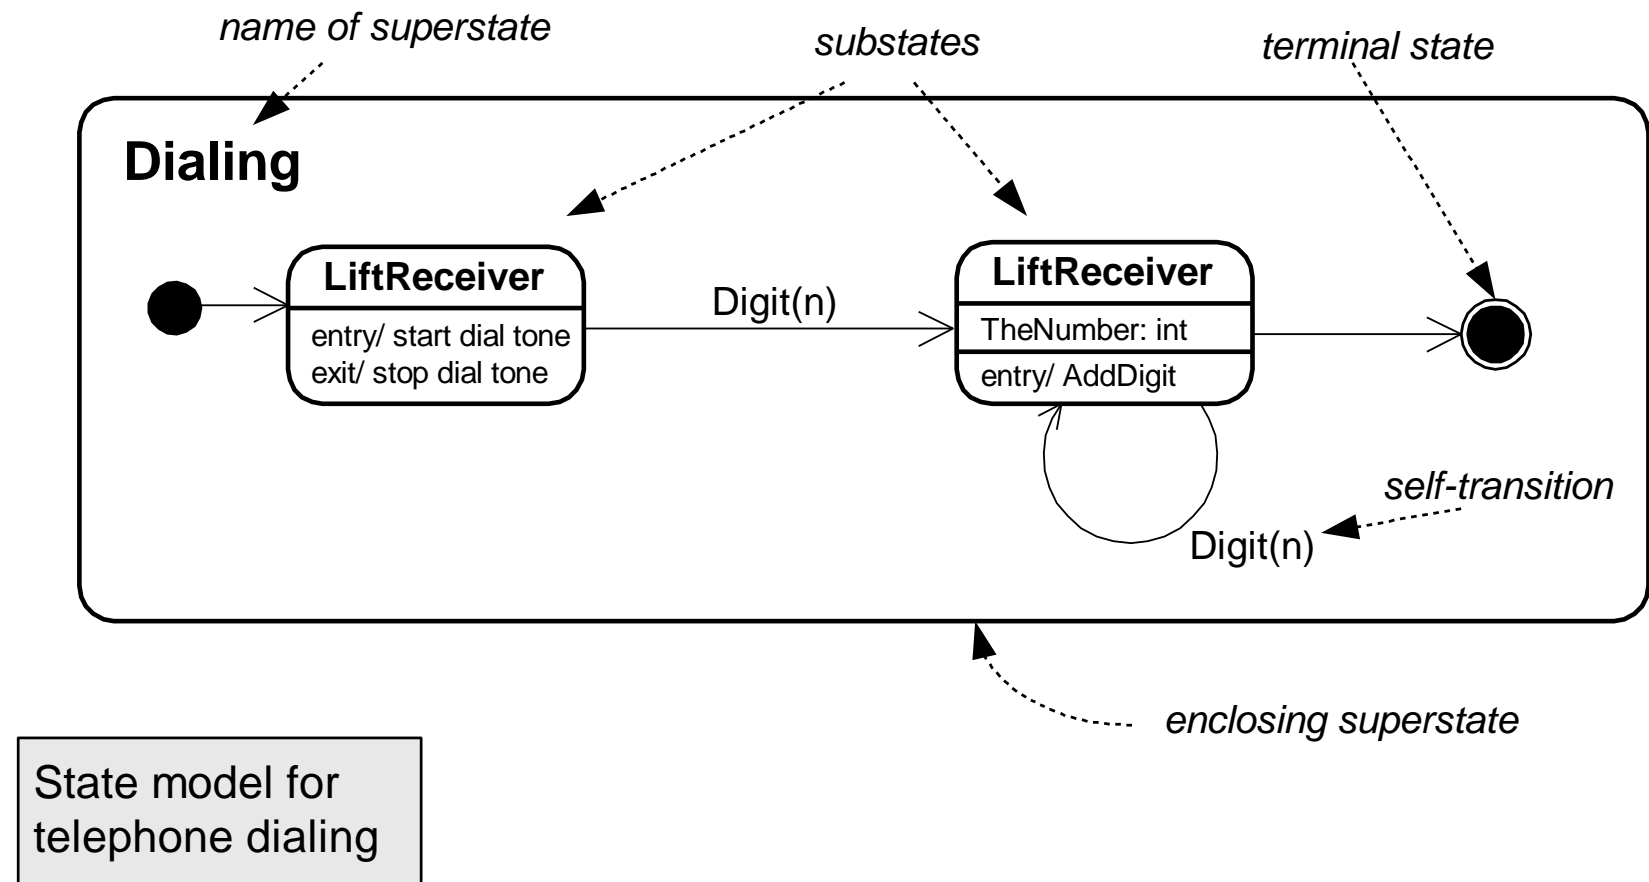 name of superstate
substates
terminal state
Dialing
LiftReceiver
entry/ start dial tone
exit/ stop dial tone
Digit(n)
LiftReceiver
TheNumber: int
entry/ AddDigit
self-transition
Digit(n)
enclosing superstate
State model for
telephone dialing